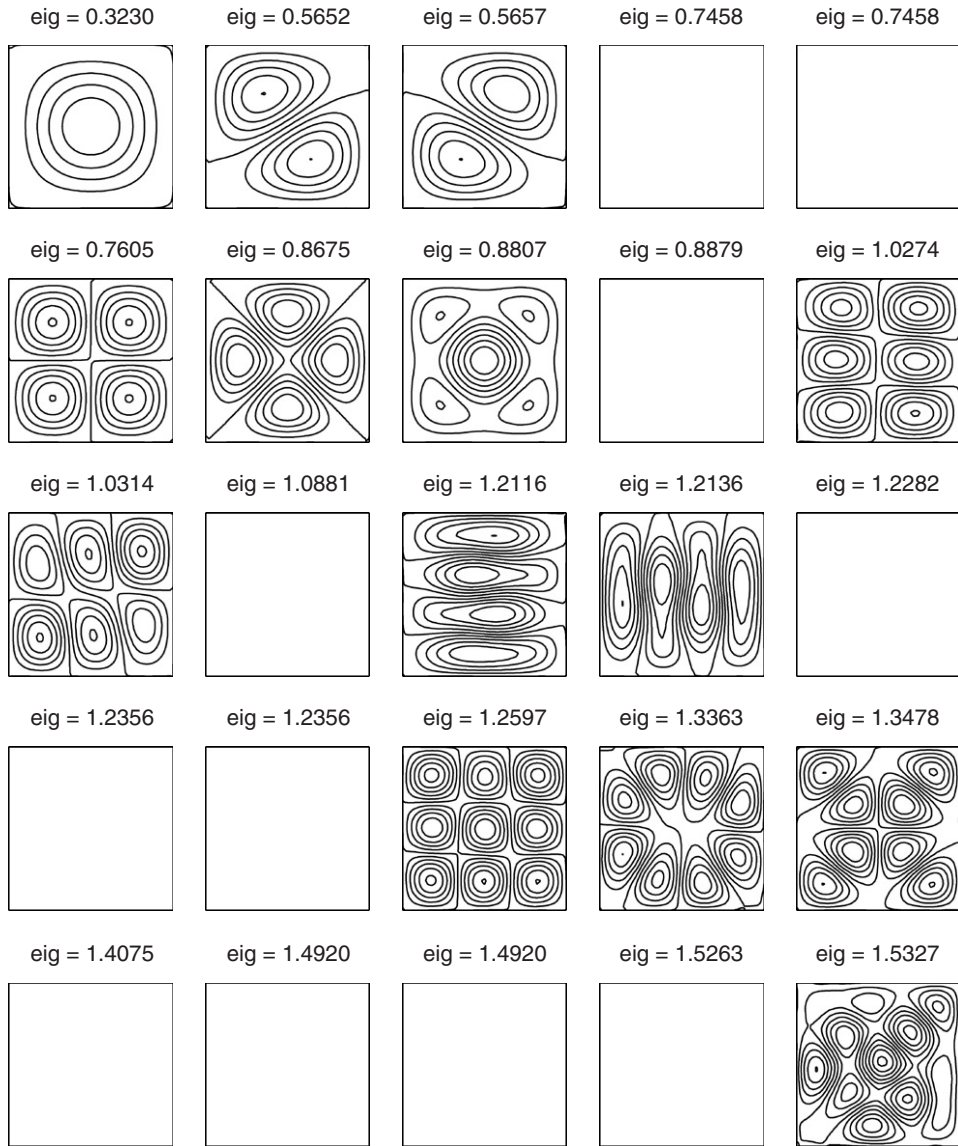 eig = 0.3230 eig = 0.5652 eig = 0.5657 eig = 0.7458 eig = 0.7458
eig = 0.7605 eig = 0.8675 eig = 0.8807 eig = 0.8879 eig = 1.0274
eig = 1.0314 eig = 1.0881 eig = 1.2116 eig = 1.2136 eig = 1.2282
eig = 1.2356 eig = 1.2356 eig = 1.2597 eig = 1.3363 eig = 1.3478
eig = 1.4075 eig = 1.4920 eig = 1.4920 eig = 1.5263 eig = 1.5327